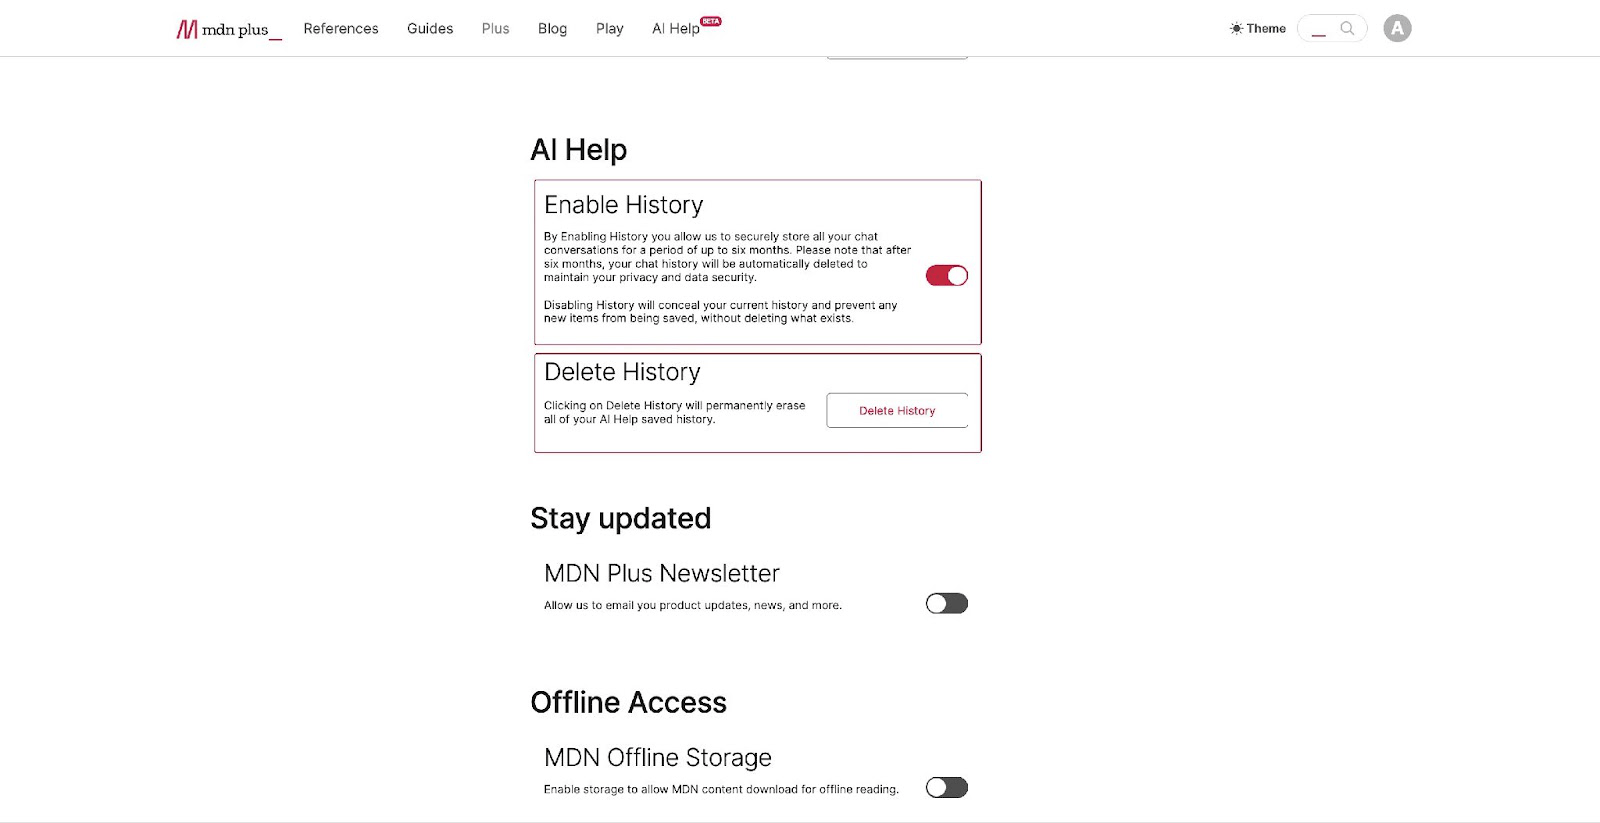 mdn plus_ References Guides Plus Blog Play AI Help BETA Theme A
AI Help
Enable History
By Enabling History you allow us to securely store all your chat
conversations for a period of up to six months. Please note that after
six months, your chat history will be automatically deleted to
maintain your privacy and data security.
Disabling History will conceal your current history and prevent any
new items from being saved, without deleting what exists.
Delete History
Clicking on Delete History will permanently erase
all of your AI Help saved history.
Delete History
Stay updated
MDN Plus Newsletter
Allow us to email you product updates, news, and more.
Offline Access
MDN Offline Storage
Enable storage to allow MDN content download for offline reading.